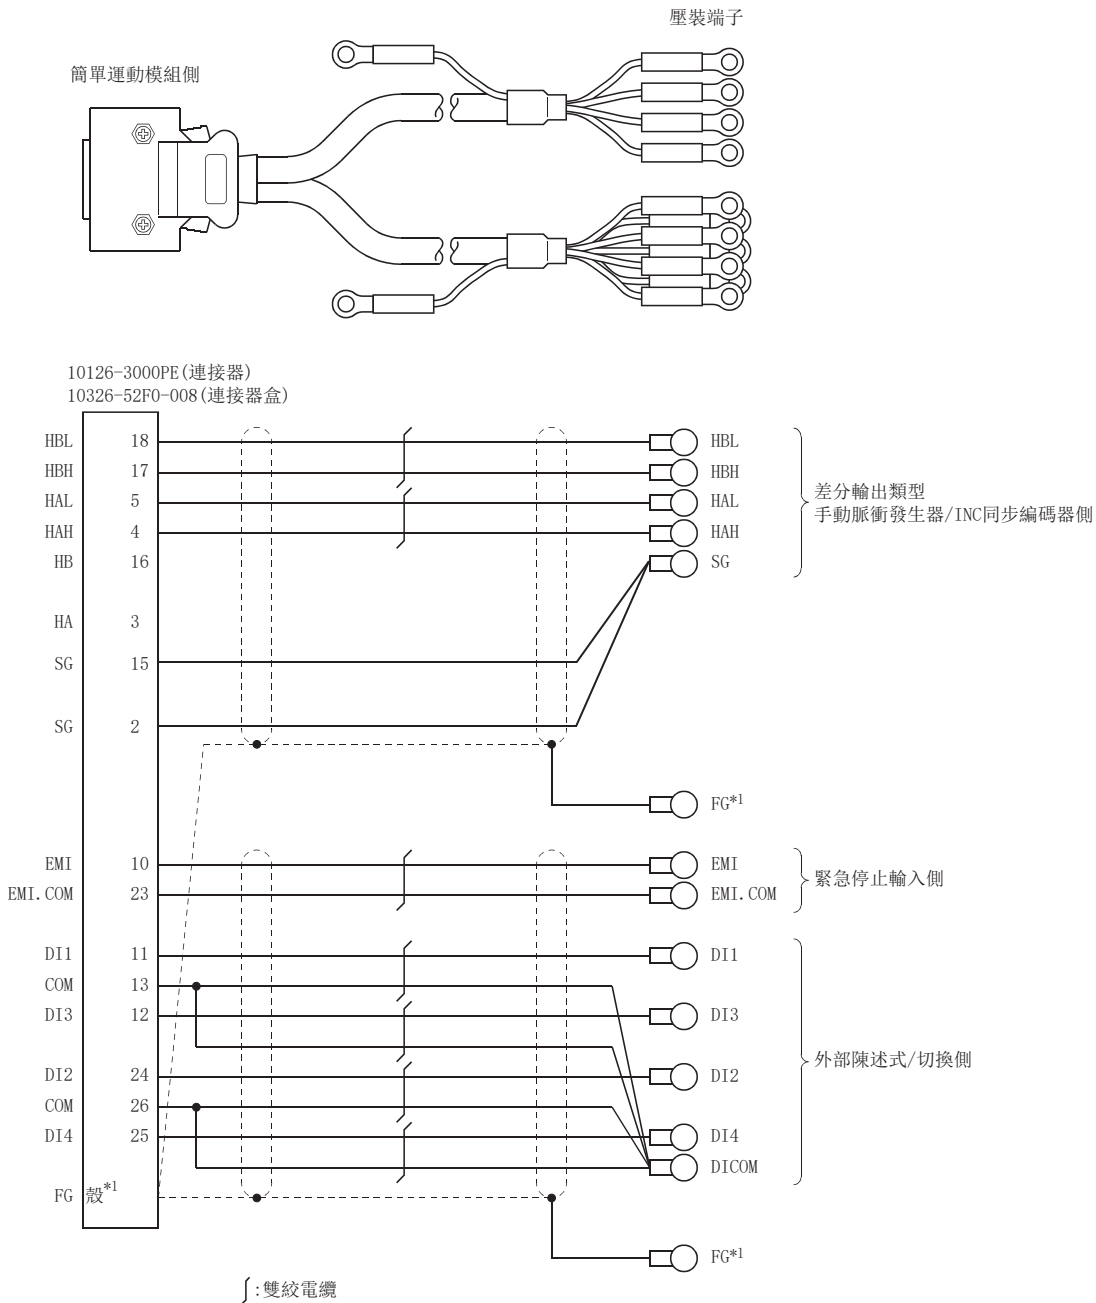 壓裝端子
簡單運動模組側
10126-3000PE(連接器)
10326-52F0-008(連接器盒)
HBL 18 HBL
HBH 17 HBH
HAL 5 HAL
HAH 4 HAH
HB 16 SG
差分輸出類型
手動脈衝發生器/INC同步編碼器側
HA 3
SG 15
SG 2
FG*1
EMI 10 EMI
EMI.COM 23 EMI.COM
緊急停止輸入側
DI1 11 DI1
COM 13
DI3 12 DI3
外部陳述式/切換側
DI2 24 DI2
COM 26
DI4 25 DI4
DICOM
FG 殼*1
FG*1
:雙絞電纜